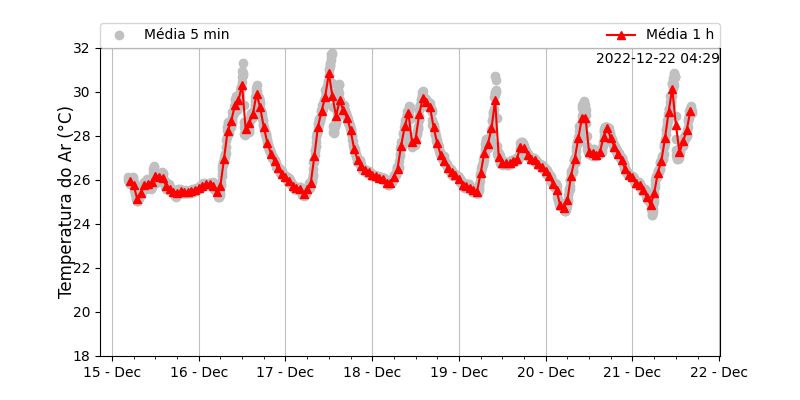 Média 5 min
Média 1 h
2022-12-22 04:29
Temperatura do Ar (°C)
32
30
28
26
24
22
20
18
15 - Dec
16 - Dec
17 - Dec
18 - Dec
19 - Dec
20 - Dec
21 - Dec
22 - Dec